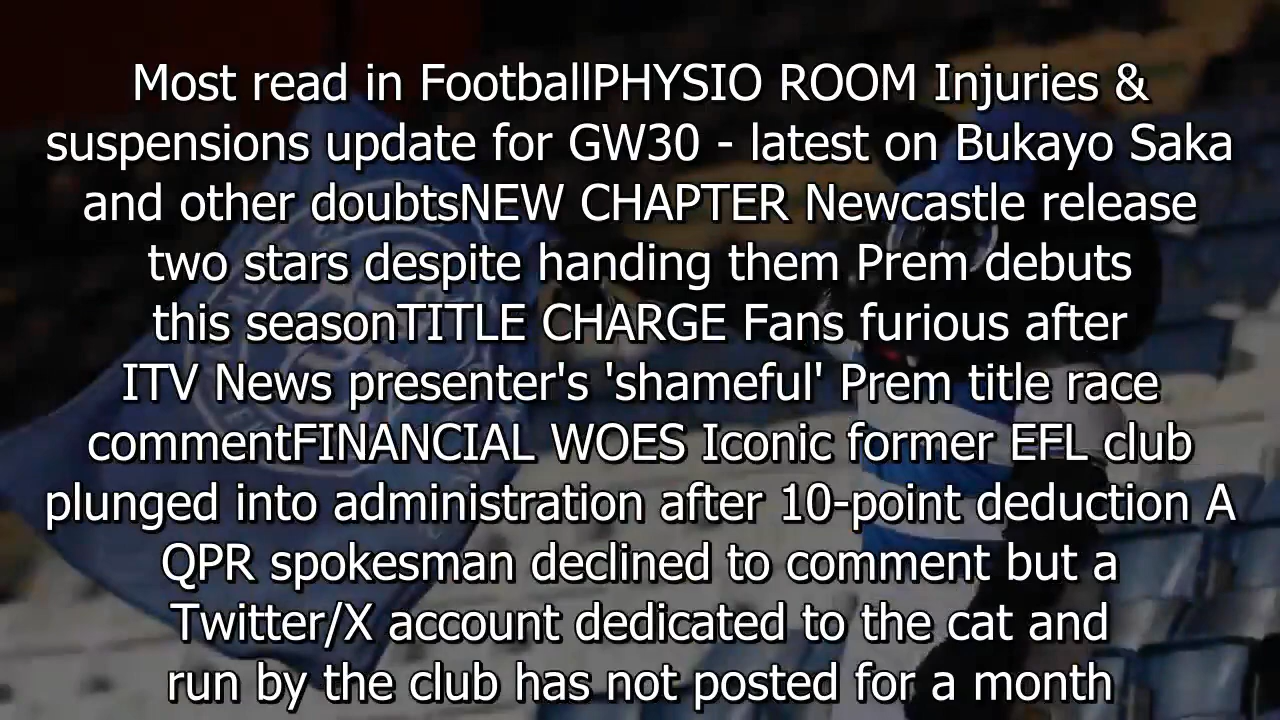 Most read in FootballPHYSIO ROOM Injuries &
suspensions update for GW30 - latest on Bukayo Saka
and other doubtsNEW CHAPTER Newcastle release
two stars despite handing them Prem debuts
this seasonTITLE CHARGE Fans furious after
ITV News presenter's 'shameful' Prem title race
commentFINANCIAL WOES Iconic former EFL club
plunged into administration after 10-point deduction A
QPR spokesman declined to comment but a
Twitter/X account dedicated to the cat and
run by the club has not posted for a month